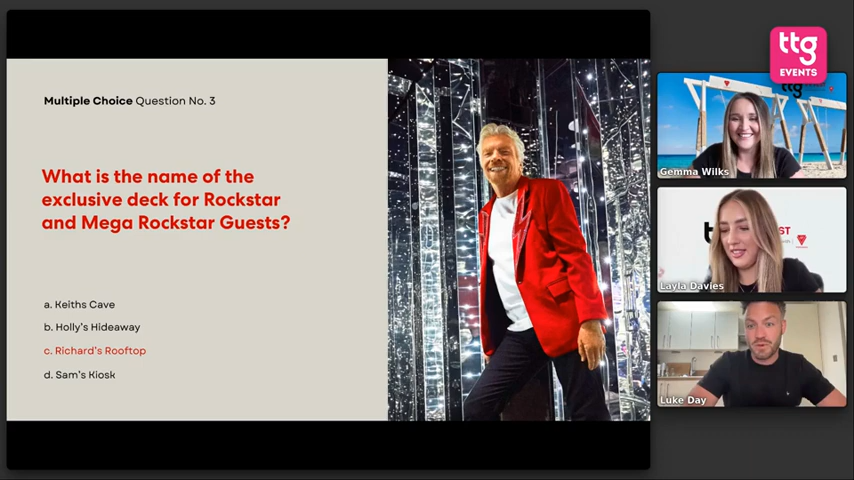 Multiple Choice Question No. 3
What is the name of the
exclusive deck for Rockstar
and Mega Rockstar Guests?
a. Keiths Cave
b. Holly's Hideaway
c. Richard's Rooftop
d. Sam's Kiosk
ttg
EVENTS
ttg
Gemma Wilks
Layla Davies
Luke Day